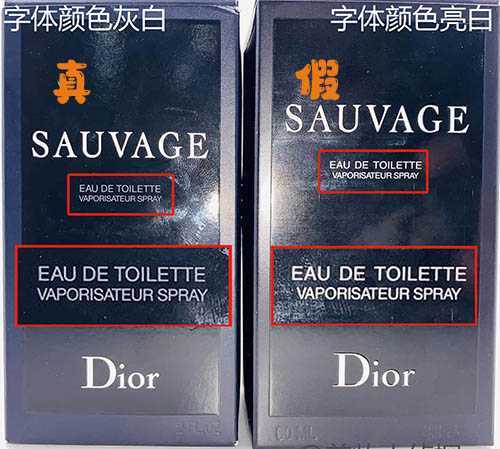 字体颜色灰白
真
SAUVAGE
EAU DE TOILETTE
VAPORISATEUR SPRAY
EAU DE TOILETTE
VAPORISATEUR SPRAY
Dior
字体颜色亮白
假
SAUVAGE
EAU DE TOILETTE
VAPORISATEUR SPRAY
EAU DE TOILETTE
VAPORISATEUR SPRAY
Dior